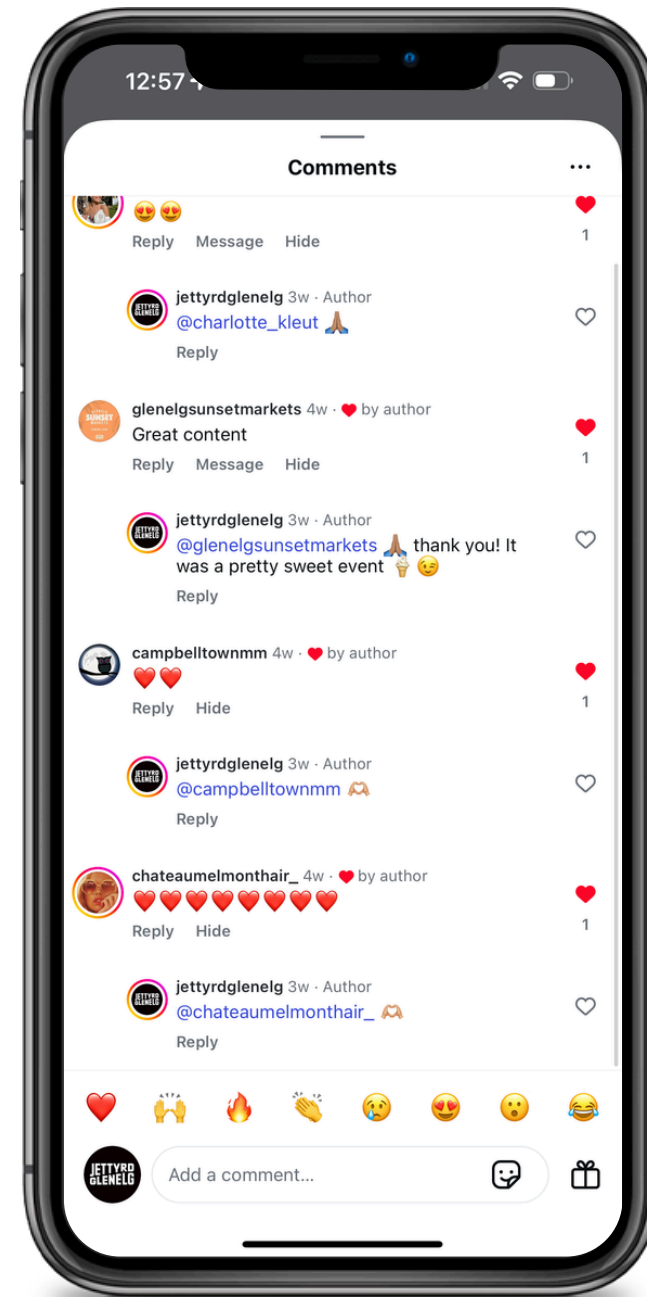 12:57
Comments
😍😍
Reply Message Hide
1
jettyrdglenelg 3w · Author
@charlotte_kleut 🙏🏽
Reply
glenelgsunsetmarkets 4w · ❤️ by author
Great content
Reply Message Hide
1
jettyrdglenelg 3w · Author
@glenelgsunsetmarkets 🙏🏽 thank you! It
was a pretty sweet event 🍦😉
Reply
campbelltownmm 4w · ❤️ by author
❤️❤️
Reply Hide
1
jettyrdglenelg 3w · Author
@campbelltownmm 🫶🏼
Reply
chateaumelmonthair_ 4w · ❤️ by author
❤️❤️❤️❤️❤️❤️❤️❤️
Reply Hide
1
jettyrdglenelg 3w · Author
@chateaumelmonthair_ 🫶🏼
Reply
❤️ 🙌 🔥 👏 😢 😍 😮 😂
JETTYRD
GLENELG
Add a comment...